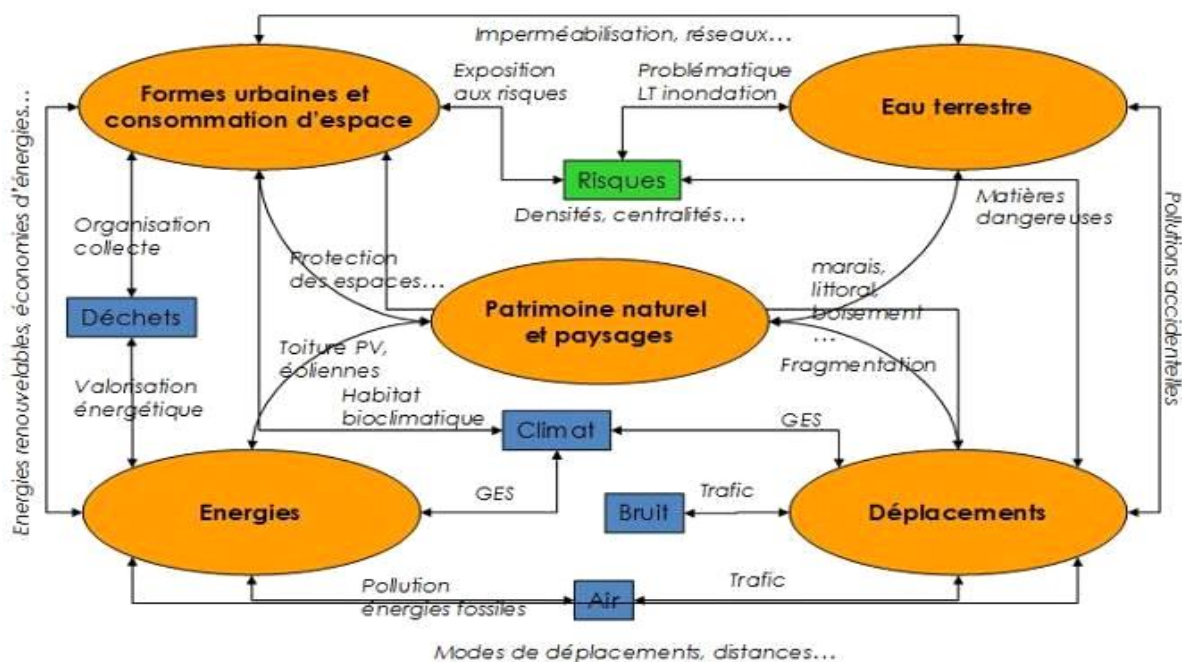 Imperméabilisation, réseaux...
Exposition
aux risques
Problématique
LT inondation
Formes urbaines et
consommation d'espace
Eau terrestre
Risques
Densités, centralités...
Matières
dangereuses
Organisation
collecte
Protection
des espaces...
marais,
littoral,
boisement
...
Patrimoine naturel
et paysages
Déchets
Toiture PV,
éoliennes
Fragmentation
Valorisation
énergétique
Habitat
bioclimatique
Climat
GES
GES
Energies
Bruit
Trafic
Déplacements
Pollution
énergies fossiles
Air
Trafic
Modes de déplacements, distances...
Energies renouvelables, économies d'énergies...
Pollutions accidentelles